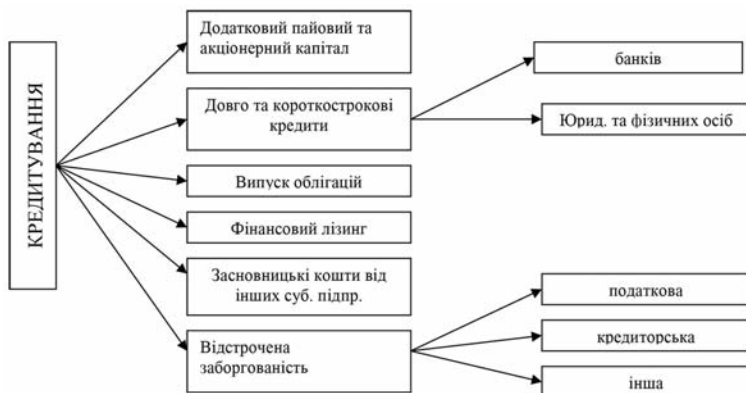 КРЕДИТУВАННЯ
Додатковий пайовий та
акціонерний капітал
Довго та короткострокові
кредити
банків
Юрид. та фізичних осіб
Випуск облігацій
Фінансовий лізинг
Засновницькі кошти від
інших суб. підпр.
Відстрочена
заборгованість
податкова
кредиторська
інша